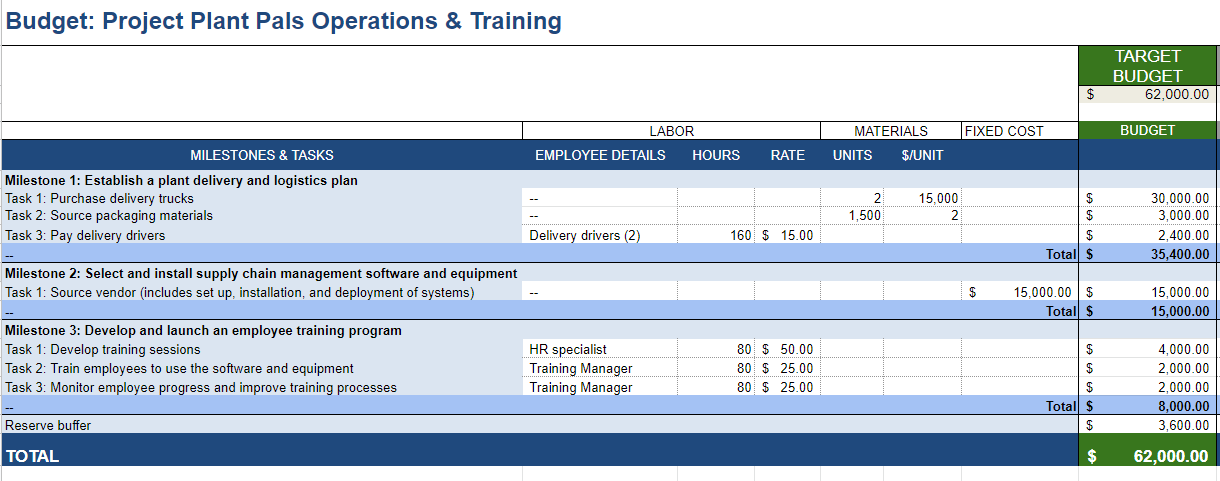 Budget: Project Plant Pals Operations & Training
TARGET
BUDGET
$ 62,000.00
LABOR MATERIALS FIXED COST BUDGET
MILESTONES & TASKS EMPLOYEE DETAILS HOURS RATE UNITS $/UNIT
Milestone 1: Establish a plant delivery and logistics plan
Task 1: Purchase delivery trucks -- 2 15,000 $ 30,000.00
Task 2: Source packaging materials -- 1,500 2 $ 3,000.00
Task 3: Pay delivery drivers Delivery drivers (2) 160 $ 15.00 $ 2,400.00
-- Total $ 35,400.00
Milestone 2: Select and install supply chain management software and equipment
Task 1: Source vendor (includes set up, installation, and deployment of systems) -- $ 15,000.00 $ 15,000.00
-- Total $ 15,000.00
Milestone 3: Develop and launch an employee training program
Task 1: Develop training sessions HR specialist 80 $ 50.00 $ 4,000.00
Task 2: Train employees to use the software and equipment Training Manager 80 $ 25.00 $ 2,000.00
Task 3: Monitor employee progress and improve training processes Training Manager 80 $ 25.00 $ 2,000.00
-- Total $ 8,000.00
Reserve buffer $ 3,600.00
TOTAL $ 62,000.00